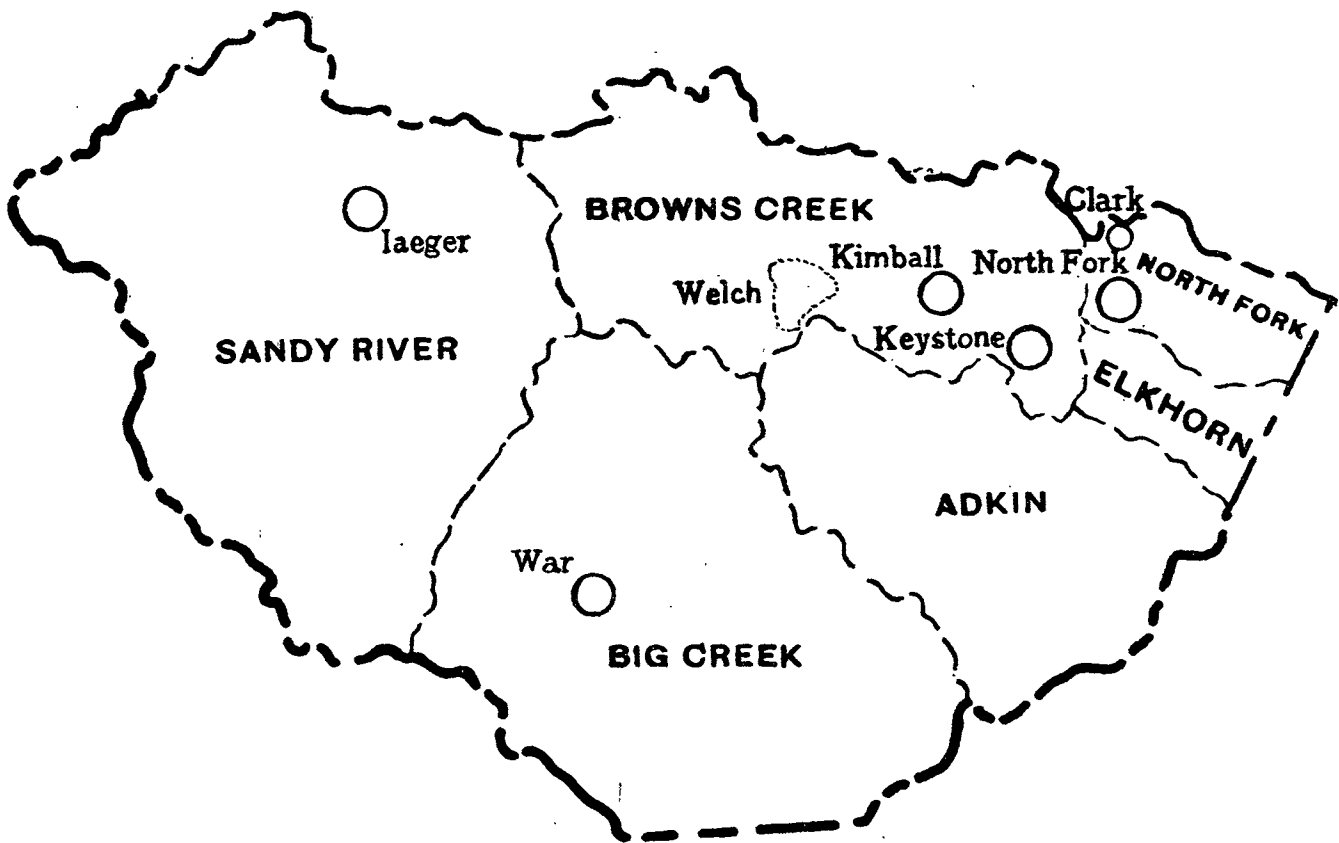 Clark
BROWNS CREEK
Iaeger
Kimball
North Fork
NORTH FORK
Welch
Keystone
SANDY RIVER
ELKHORN
ADKIN
War
BIG CREEK